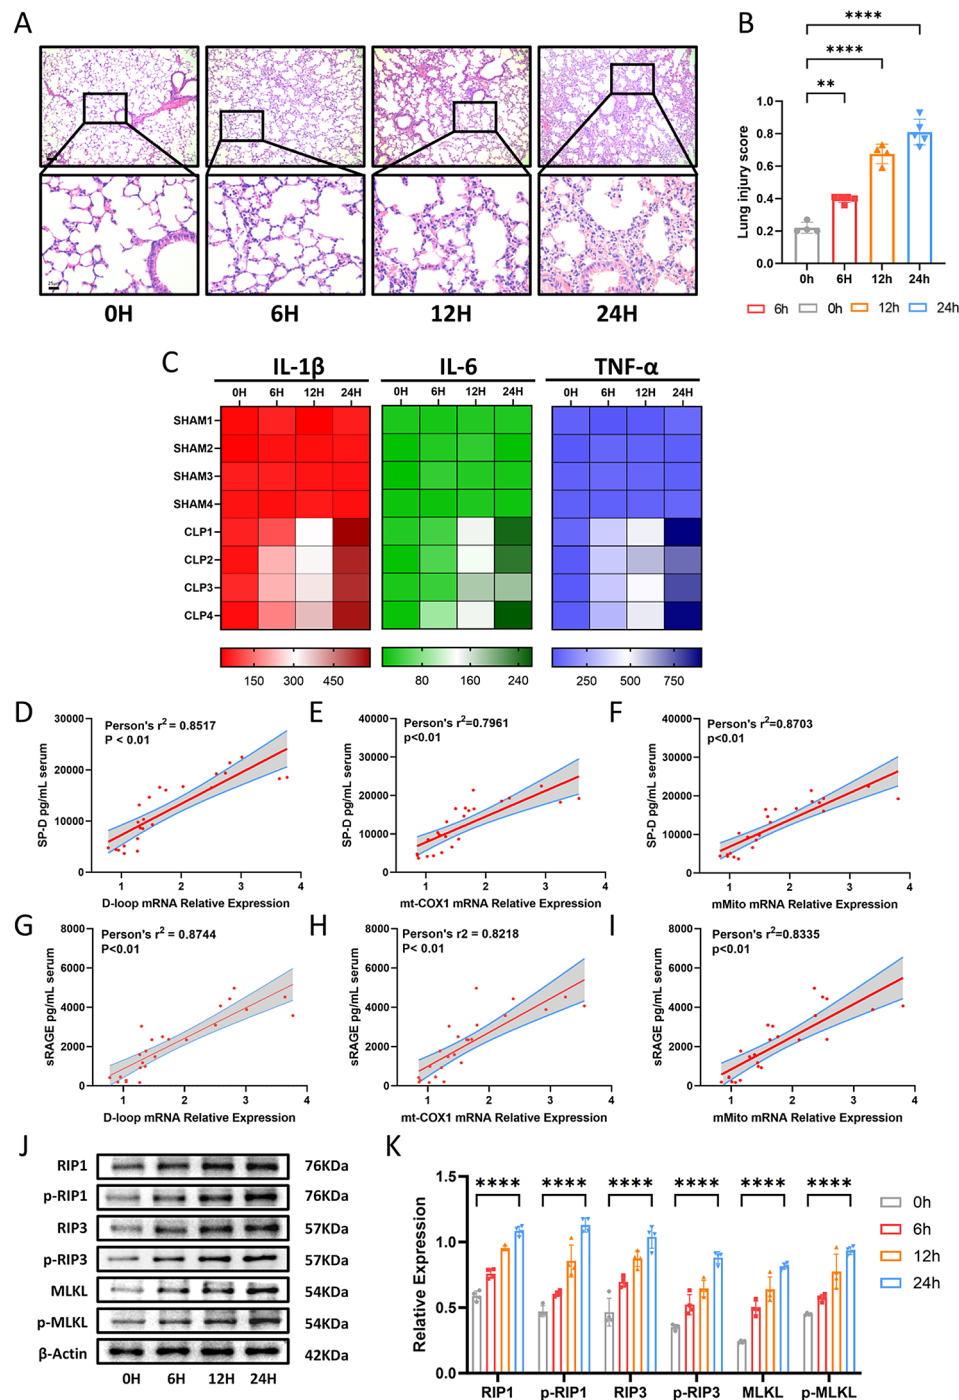 A
0H
6H
12H
24H
25μm
B
****
****
**
Lung injury score
1.0
0.8
0.6
0.4
0.2
0.0
0h
6H
12h
24h
6h
0h
12h
24h
C
IL-1β
IL-6
TNF-α
0H 6H 12H 24H
0H 6H 12H 24H
0H 6H 12H 24H
SHAM1
SHAM2
SHAM3
SHAM4
CLP1
CLP2
CLP3
CLP4
150 300 450
80 160 240
250 500 750
D
Person's r² = 0.8517
P < 0.01
SP-D pg/mL serum
30000
20000
10000
0
1 2 3 4
D-loop mRNA Relative Expression
E
Person's r²=0.7961
p<0.01
SP-D pg/mL serum
40000
30000
20000
10000
0
1 2 3 4
mt-COX1 mRNA Relative Expression
F
Person's r²=0.8703
p<0.01
SP-D pg/mL serum
40000
30000
20000
10000
0
1 2 3 4
mMito mRNA Relative Expression
G
Person's r² = 0.8744
P<0.01
sRAGE pg/mL serum
8000
6000
4000
2000
0
1 2 3 4
D-loop mRNA Relative Expression
H
Person's r2 = 0.8218
P< 0.01
sRAGE pg/mL serum
8000
6000
4000
2000
0
1 2 3 4
mt-COX1 mRNA Relative Expression
I
Person's r²=0.8335
p<0.01
sRAGE pg/mL serum
8000
6000
4000
2000
0
1 2 3 4
mMito mRNA Relative Expression
J
RIP1 76KDa
p-RIP1 76KDa
RIP3 57KDa
p-RIP3 57KDa
MLKL 54KDa
p-MLKL 54KDa
β-Actin 42KDa
0H 6H 12H 24H
K
Relative Expression
1.5
1.0
0.5
0.0
**** **** **** **** **** ****
RIP1 p-RIP1 RIP3 p-RIP3 MLKL p-MLKL
0h
6h
12h
24h